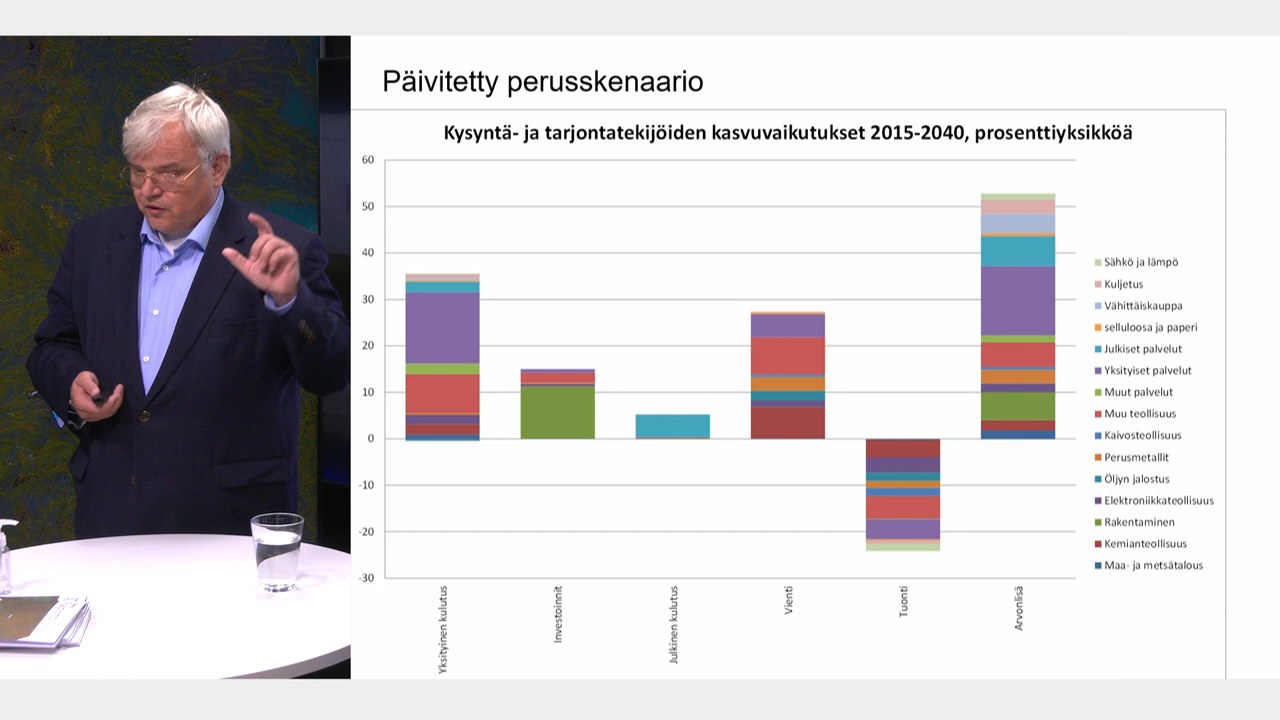 Päivitetty perusskenaario
Kysyntä- ja tarjontatekijöiden kasvuvaikutukset 2015-2040, prosenttiyksikköä
60
50
40
30
20
10
0
-10
-20
-30
Yksityinen kulutus
Investoinnit
Julkinen kulutus
Vienti
Tuonti
Arvonlisä
Sähkö ja lämpö
Kuljetus
Vähittäiskauppa
selluloosa ja paperi
Julkiset palvelut
Yksityiset palvelut
Muut palvelut
Muu teollisuus
Kaivosteollisuus
Perusmetallit
Öljyn jalostus
Elektroniikkateollisuus
Rakentaminen
Kemianteollisuus
Maa- ja metsätalous